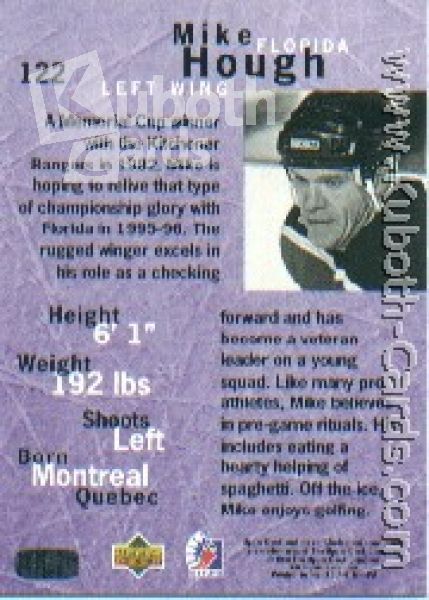 Mike
FLORIDA
122
Hough
LEFT WING
A Memorial Cup winner
with the Kitchener
Rangers in 1982, Mike is
hoping to relive that type
of championship glory with
Florida in 1995-96. The
rugged winger excels in
his role as a checking
forward and has
become a veteran
leader on a young
squad. Like many pro
athletes, Mike believes
in pre-game rituals. His
includes eating a
hearty helping of
spaghetti. Off the ice,
Mike enjoys golfing.
Height
6' 1"
Weight
192 lbs
Shoots
Left
Born
Montreal
Quebec
Kuboth
www.Kuboth-Cards.com